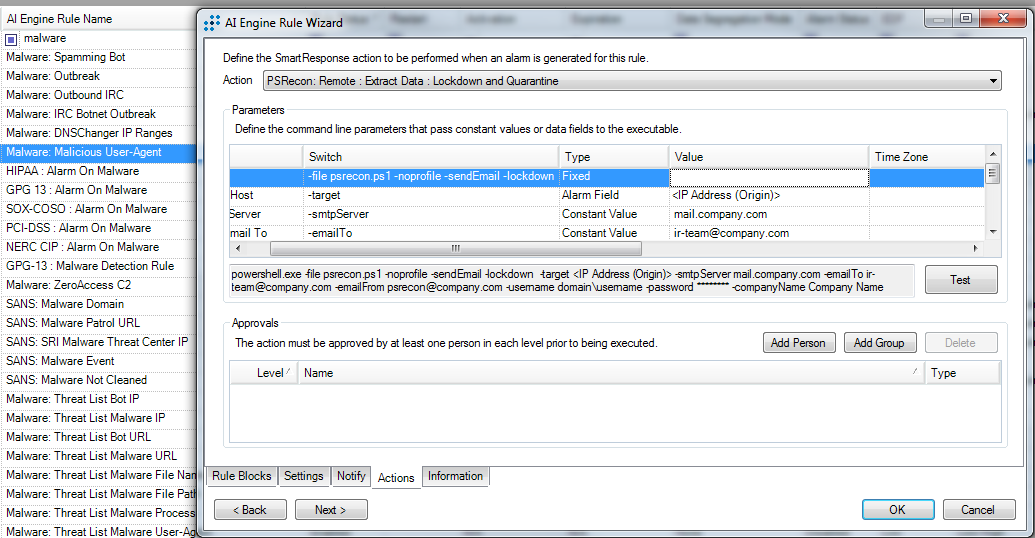 AI Engine Rule Name
malware
Malware: Spamming Bot
Malware: Outbreak
Malware: Outbound IRC
Malware: IRC Botnet Outbreak
Malware: DNSChanger IP Ranges
Malware: Malicious User-Agent
HIPAA : Alarm On Malware
GPG 13 : Alarm On Malware
SOX-COSO : Alarm On Malware
PCI-DSS : Alarm On Malware
NERC CIP : Alarm On Malware
GPG-13 : Malware Detection Rule
Malware: ZeroAccess C2
SANS: Malware Domain
SANS: Malware Patrol URL
SANS: SRI Malware Threat Center IP
SANS: Malware Event
SANS: Malware Not Cleaned
Malware: Threat List Bot IP
Malware: Threat List Malware IP
Malware: Threat List Bot URL
Malware: Threat List Malware URL
Malware: Threat List Malware File Nam
Malware: Threat List Malware File Path
Malware: Threat List Malware Process
Malware: Threat List Malware User-Ag
AI Engine Rule Wizard
Define the SmartResponse action to be performed when an alarm is generated for this rule.
Action PSRecon: Remote : Extract Data : Lockdown and Quarantine
Parameters
Define the command line parameters that pass constant values or data fields to the executable.
Switch Type Value Time Zone
-file psrecon.ps1 -noprofile -sendEmail -lockdown Fixed
Host -target Alarm Field <IP Address (Origin)>
Server -smtpServer Constant Value mail.company.com
mail To -emailTo Constant Value ir-team@company.com
powershell.exe -file psrecon.ps1 -noprofile -sendEmail -lockdown -target <IP Address (Origin)> -smtpServer mail.company.com -emailTo ir-
team@company.com -emailFrom psrecon@company.com -username domain\username -password ******** -companyName Company Name
Test
Approvals
The action must be approved by at least one person in each level prior to being executed.
Add Person Add Group Delete
Level Name Type
Rule Blocks Settings Notify Actions Information
< Back Next > OK Cancel